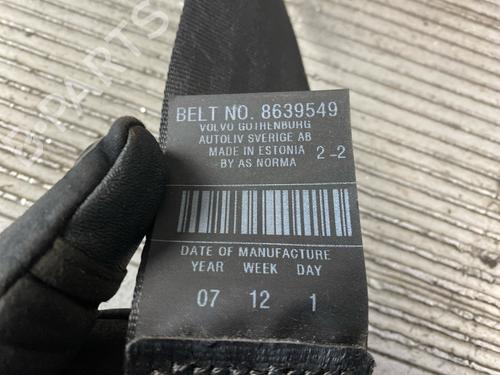 BELT NO. 8639549
VOLVO GOTHENBURG
AUTOLIV SVERIGE AB
MADE IN ESTONIA 2-2
-BY AS NORMA
DATE OF MANUFACTURE
YEAR WEEK DAY
07 12 1